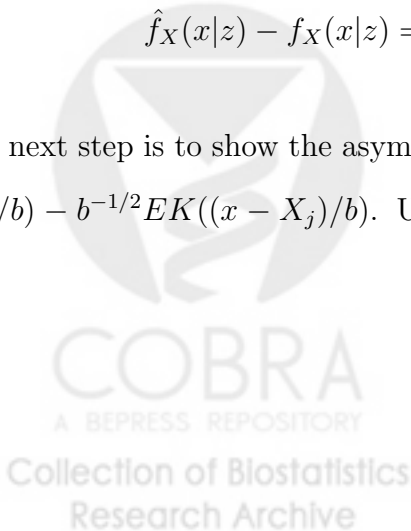 f̂_X(x|z) − f_X(x|z) =
next step is to show the asym
/b) − b^{−1/2}EK((x − X_j)/b). U
COBRA
A BEPRESS REPOSITORY
Collection of Biostatistics
Research Archive